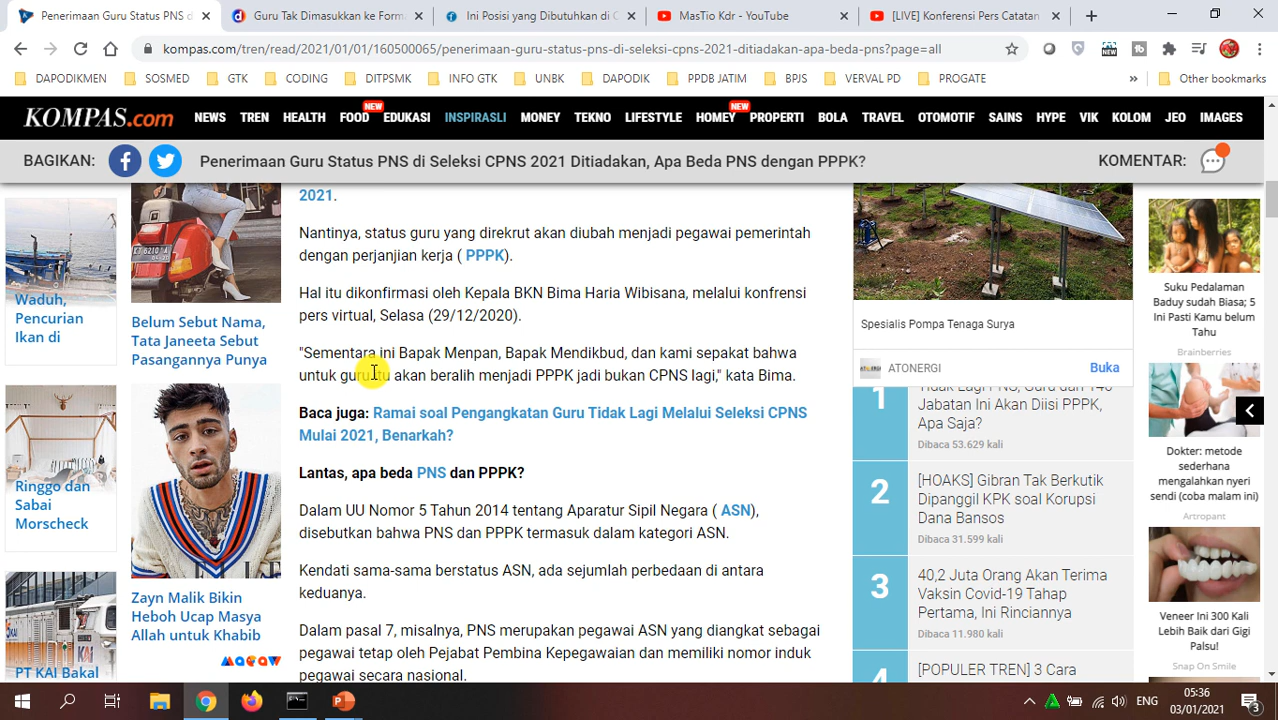 Penerimaan Guru Status PNS d
Guru Tak Dimasukkan ke Forma
Ini Posisi yang Dibutuhkan di C
MasTio Kdr - YouTube
[LIVE] Konferensi Pers Catatan
kompas.com/tren/read/2021/01/01/160500065/penerimaan-guru-status-pns-di-seleksi-cpns-2021-ditiadakan-apa-beda-pns?page=all
DAPODIKMEN
SOSMED
GTK
CODING
DITPSMK
INFO GTK
UNBK
DAPODIK
PPDB JATIM
BPJS
VERVAL PD
PROGATE
Other bookmarks
KOMPAS.com
NEWS TREN HEALTH FOOD NEW EDUKASI INSPIRASLI MONEY TEKNO LIFESTYLE HOMEY NEW PROPERTI BOLA TRAVEL OTOMOTIF SAINS HYPE VIK KOLOM JEO IMAGES
BAGIKAN:
Penerimaan Guru Status PNS di Seleksi CPNS 2021 Ditiadakan, Apa Beda PNS dengan PPPK?
KOMENTAR:
Waduh,
Pencurian
Ikan di
Ringgo dan
Sabai
Morscheck
PT KAI Bakal
Belum Sebut Nama,
Tata Janeeta Sebut
Pasangannya Punya
Zayn Malik Bikin
Heboh Ucap Masya
Allah untuk Khabib
2021.
Nantinya, status guru yang direkrut akan diubah menjadi pegawai pemerintah
dengan perjanjian kerja ( PPPK).
Hal itu dikonfirmasi oleh Kepala BKN Bima Haria Wibisana, melalui konfrensi
pers virtual, Selasa (29/12/2020).
"Sementara ini Bapak Menpan, Bapak Mendikbud, dan kami sepakat bahwa
untuk guru itu akan beralih menjadi PPPK jadi bukan CPNS lagi," kata Bima.
Baca juga: Ramai soal Pengangkatan Guru Tidak Lagi Melalui Seleksi CPNS
Mulai 2021, Benarkah?
Lantas, apa beda PNS dan PPPK?
Dalam UU Nomor 5 Tahun 2014 tentang Aparatur Sipil Negara ( ASN),
disebutkan bahwa PNS dan PPPK termasuk dalam kategori ASN.
Kendati sama-sama berstatus ASN, ada sejumlah perbedaan di antara
keduanya.
Dalam pasal 7, misalnya, PNS merupakan pegawai ASN yang diangkat sebagai
pegawai tetap oleh Pejabat Pembina Kepegawaian dan memiliki nomor induk
pegawai secara nasional.
Spesialis Pompa Tenaga Surya
ATONERGI
Buka
1
Tidak Lagi PNS, Guru dan 146
Jabatan Ini Akan Diisi PPPK,
Apa Saja?
Dibaca 53.629 kali
2
[HOAKS] Gibran Tak Berkutik
Dipanggil KPK soal Korupsi
Dana Bansos
Dibaca 31.599 kali
3
40,2 Juta Orang Akan Terima
Vaksin Covid-19 Tahap
Pertama, Ini Rinciannya
Dibaca 11.980 kali
4
[POPULER TREN] 3 Cara
Suku Pedalaman
Baduy sudah Biasa; 5
Ini Pasti Kamu belum
Tahu
Brainberries
Dokter: metode
sederhana
mengalahkan nyeri
sendi (coba malam ini)
Artropant
Veneer Ini 300 Kali
Lebih Baik dari Gigi
Palsu!
Snap On Smile
ENG
05:36
03/01/2021
3